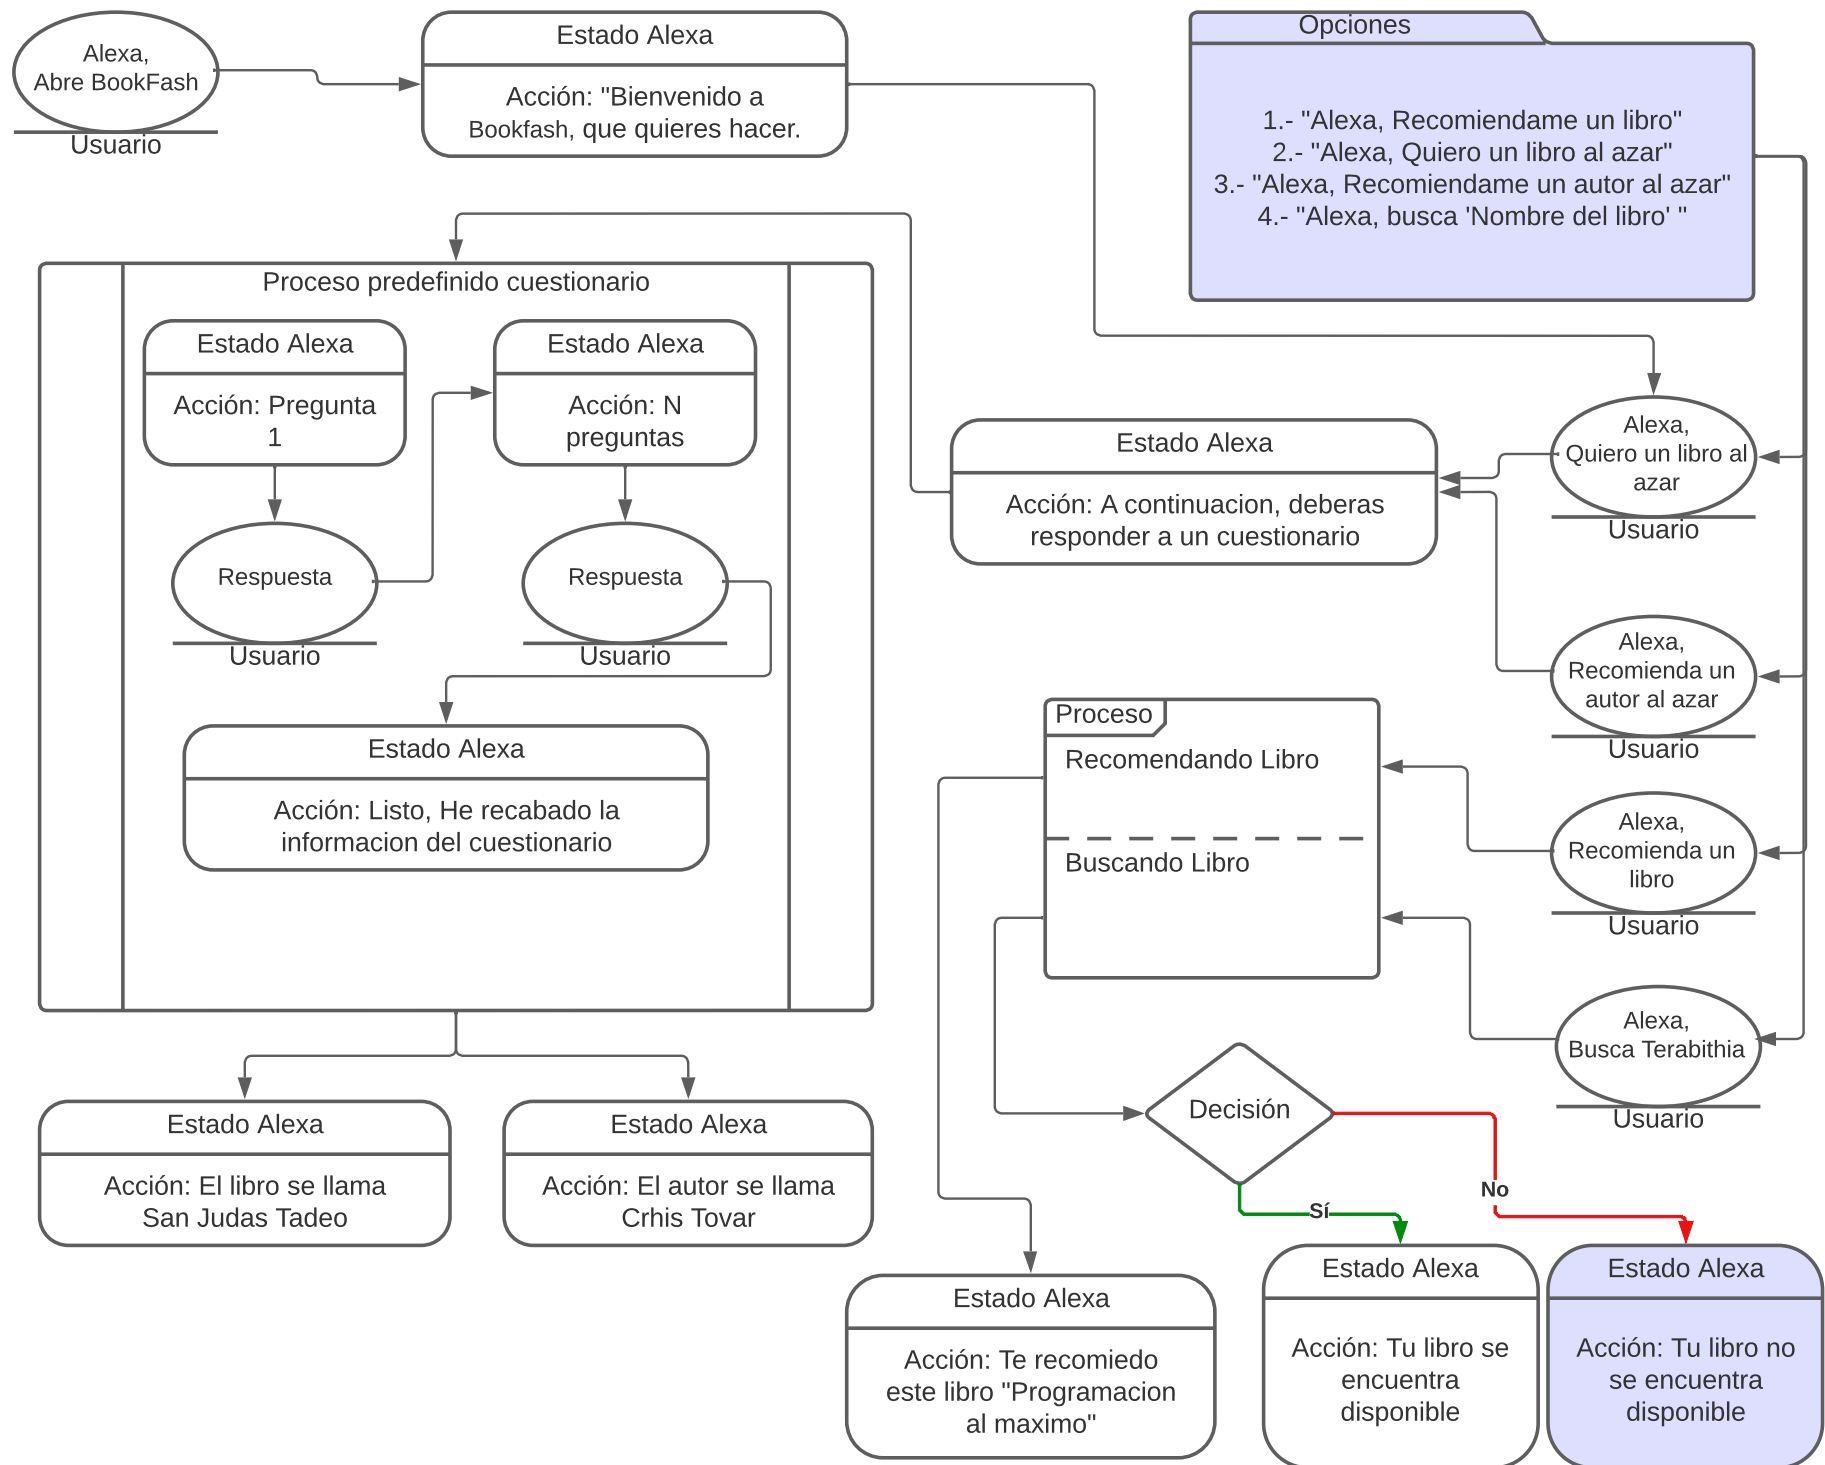 Alexa,
Abre BookFash
Usuario
Estado Alexa
Acción: "Bienvenido a
Bookfash, que quieres hacer.
Opciones
1.- "Alexa, Recomiendame un libro"
2.- "Alexa, Quiero un libro al azar"
3.- "Alexa, Recomiendame un autor al azar"
4.- "Alexa, busca 'Nombre del libro' "
Proceso predefinido cuestionario
Estado Alexa
Acción: Pregunta
1
Estado Alexa
Acción: N
preguntas
Respuesta
Usuario
Respuesta
Usuario
Estado Alexa
Acción: Listo, He recabado la
informacion del cuestionario
Estado Alexa
Acción: A continuacion, deberas
responder a un cuestionario
Alexa,
Quiero un libro al
azar
Usuario
Alexa,
Recomienda un
autor al azar
Usuario
Proceso
Recomendando Libro
Buscando Libro
Alexa,
Recomienda un
libro
Usuario
Alexa,
Busca Terabithia
Usuario
Decisión
No
Sí
Estado Alexa
Acción: El libro se llama
San Judas Tadeo
Estado Alexa
Acción: El autor se llama
Crhis Tovar
Estado Alexa
Acción: Te recomiedo
este libro "Programacion
al maximo"
Estado Alexa
Acción: Tu libro se
encuentra
disponible
Estado Alexa
Acción: Tu libro no
se encuentra
disponible